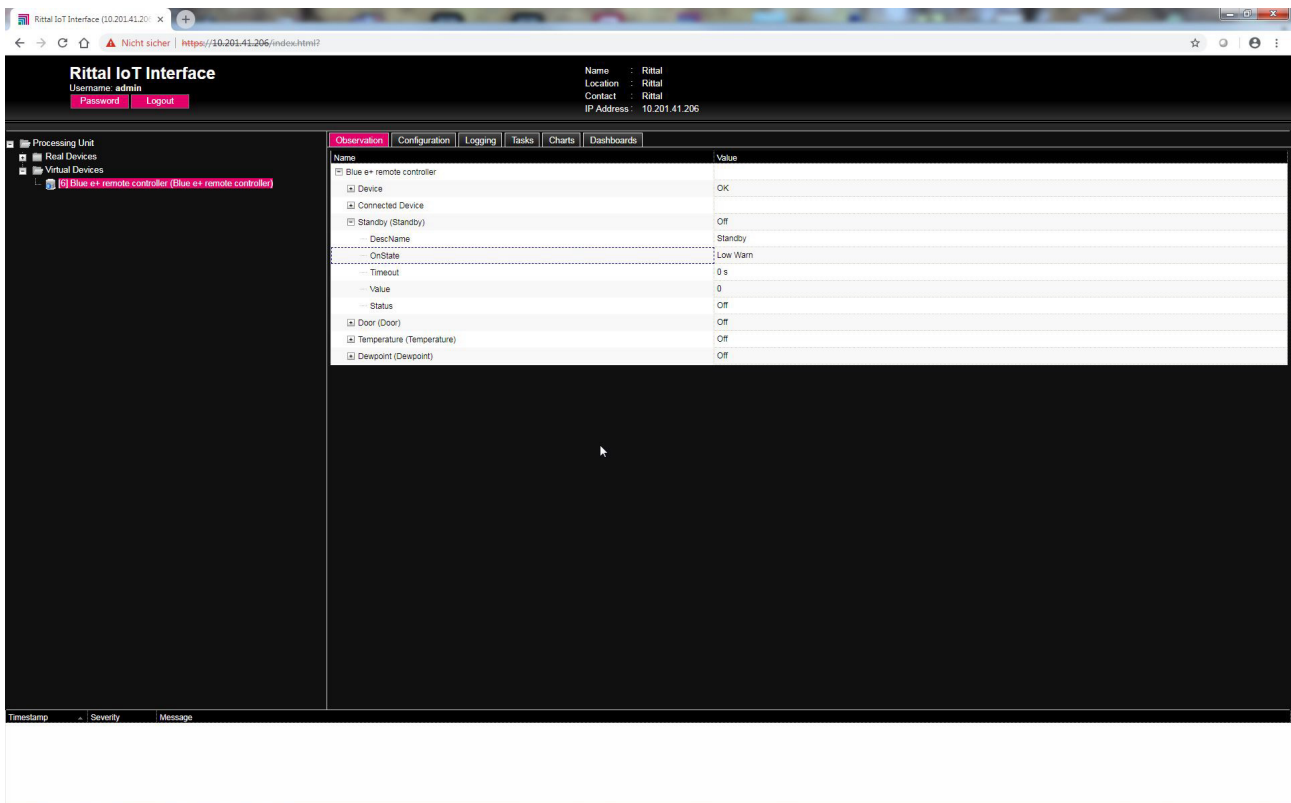 Rittal IoT Interface (10.201.41.20
Nicht sicher | https://10.201.41.206/index.html?
Rittal IoT Interface
Username: admin
Password Logout
Name : Rittal
Location : Rittal
Contact : Rittal
IP Address : 10.201.41.206
Processing Unit
Real Devices
Virtual Devices
[6] Blue e+ remote controller (Blue e+ remote controller)
Observation Configuration Logging Tasks Charts Dashboards
Name Value
Blue e+ remote controller
Device OK
Connected Device
Standby (Standby) Off
DescName Standby
OnState Low Warn
Timeout 0 s
Value 0
Status Off
Door (Door) Off
Temperature (Temperature) Off
Dewpoint (Dewpoint) Off
Timestamp Severity Message